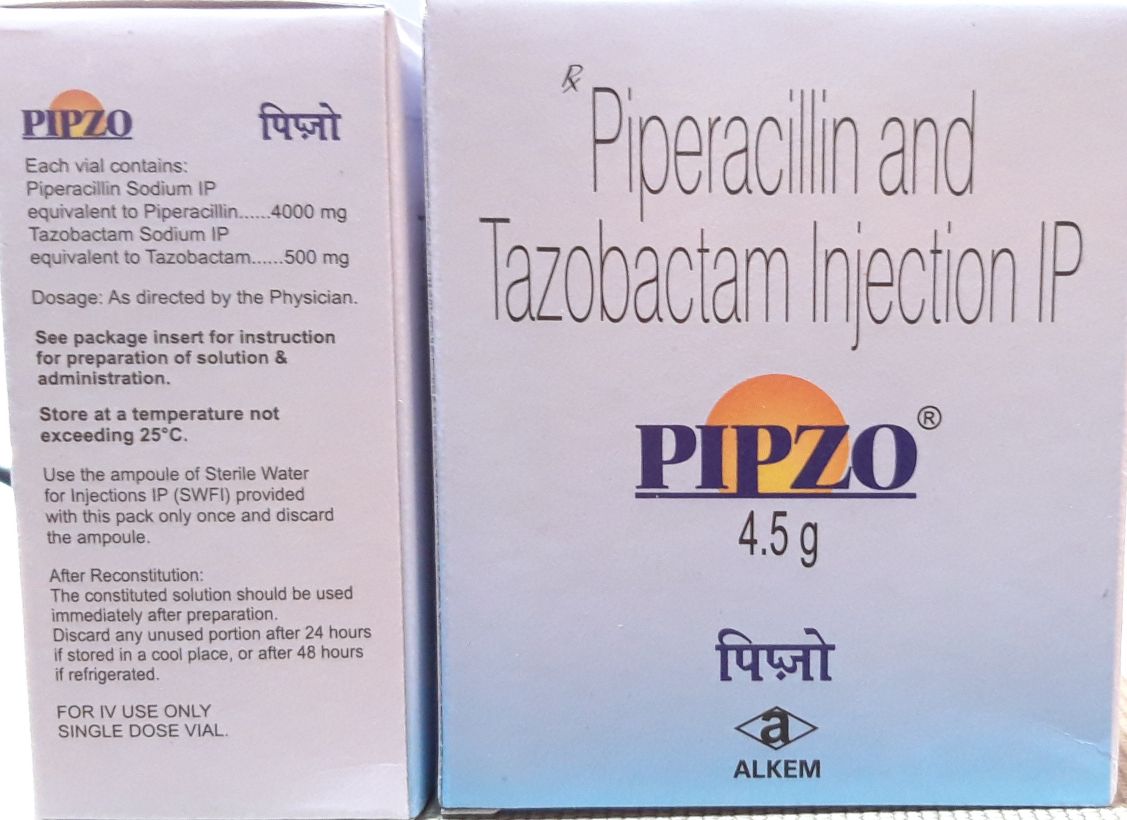 PIPZO पिप्ज़ो
Each vial contains:
Piperacillin Sodium IP
equivalent to Piperacillin......4000 mg
Tazobactam Sodium IP
equivalent to Tazobactam......500 mg
Dosage: As directed by the Physician.
See package insert for instruction
for preparation of solution &
administration.
Store at a temperature not
exceeding 25°C.
Use the ampoule of Sterile Water
for Injections IP (SWFI) provided
with this pack only once and discard
the ampoule.
After Reconstitution:
The constituted solution should be used
immediately after preparation.
Discard any unused portion after 24 hours
if stored in a cool place, or after 48 hours
if refrigerated.
FOR IV USE ONLY
SINGLE DOSE VIAL.
℞ Piperacillin and
Tazobactam Injection IP
PIPZO®
4.5 g
पिप्ज़ो
a
ALKEM